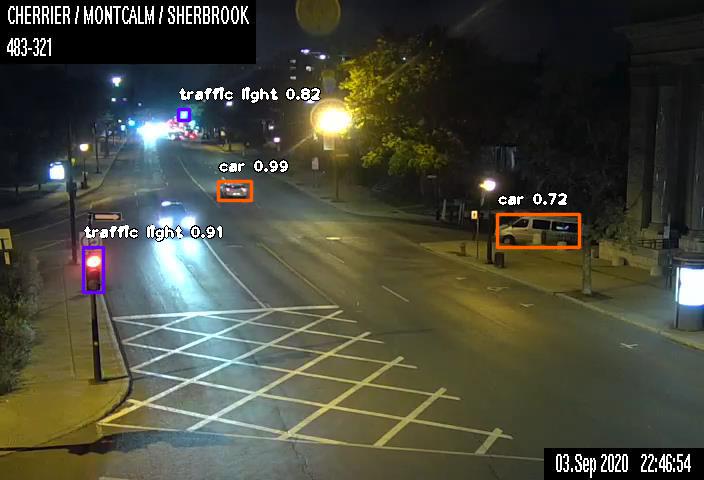 CHERRIER / MONTCALM / SHERBROOK
483-321
traffic light 0.82
car 0.99
car 0.72
traffic light 0.91
03.Sep 2020 22:46:54